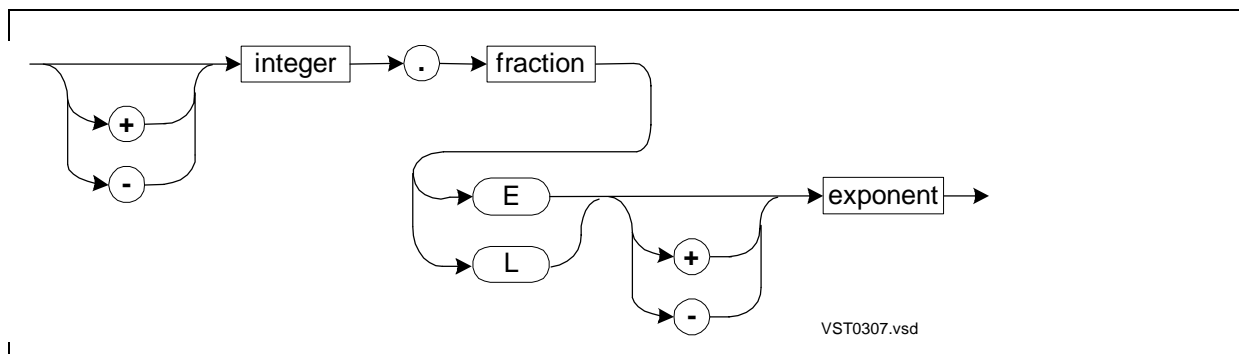 integer . fraction
+
-
E exponent
L
+
-
VST0307.vsd